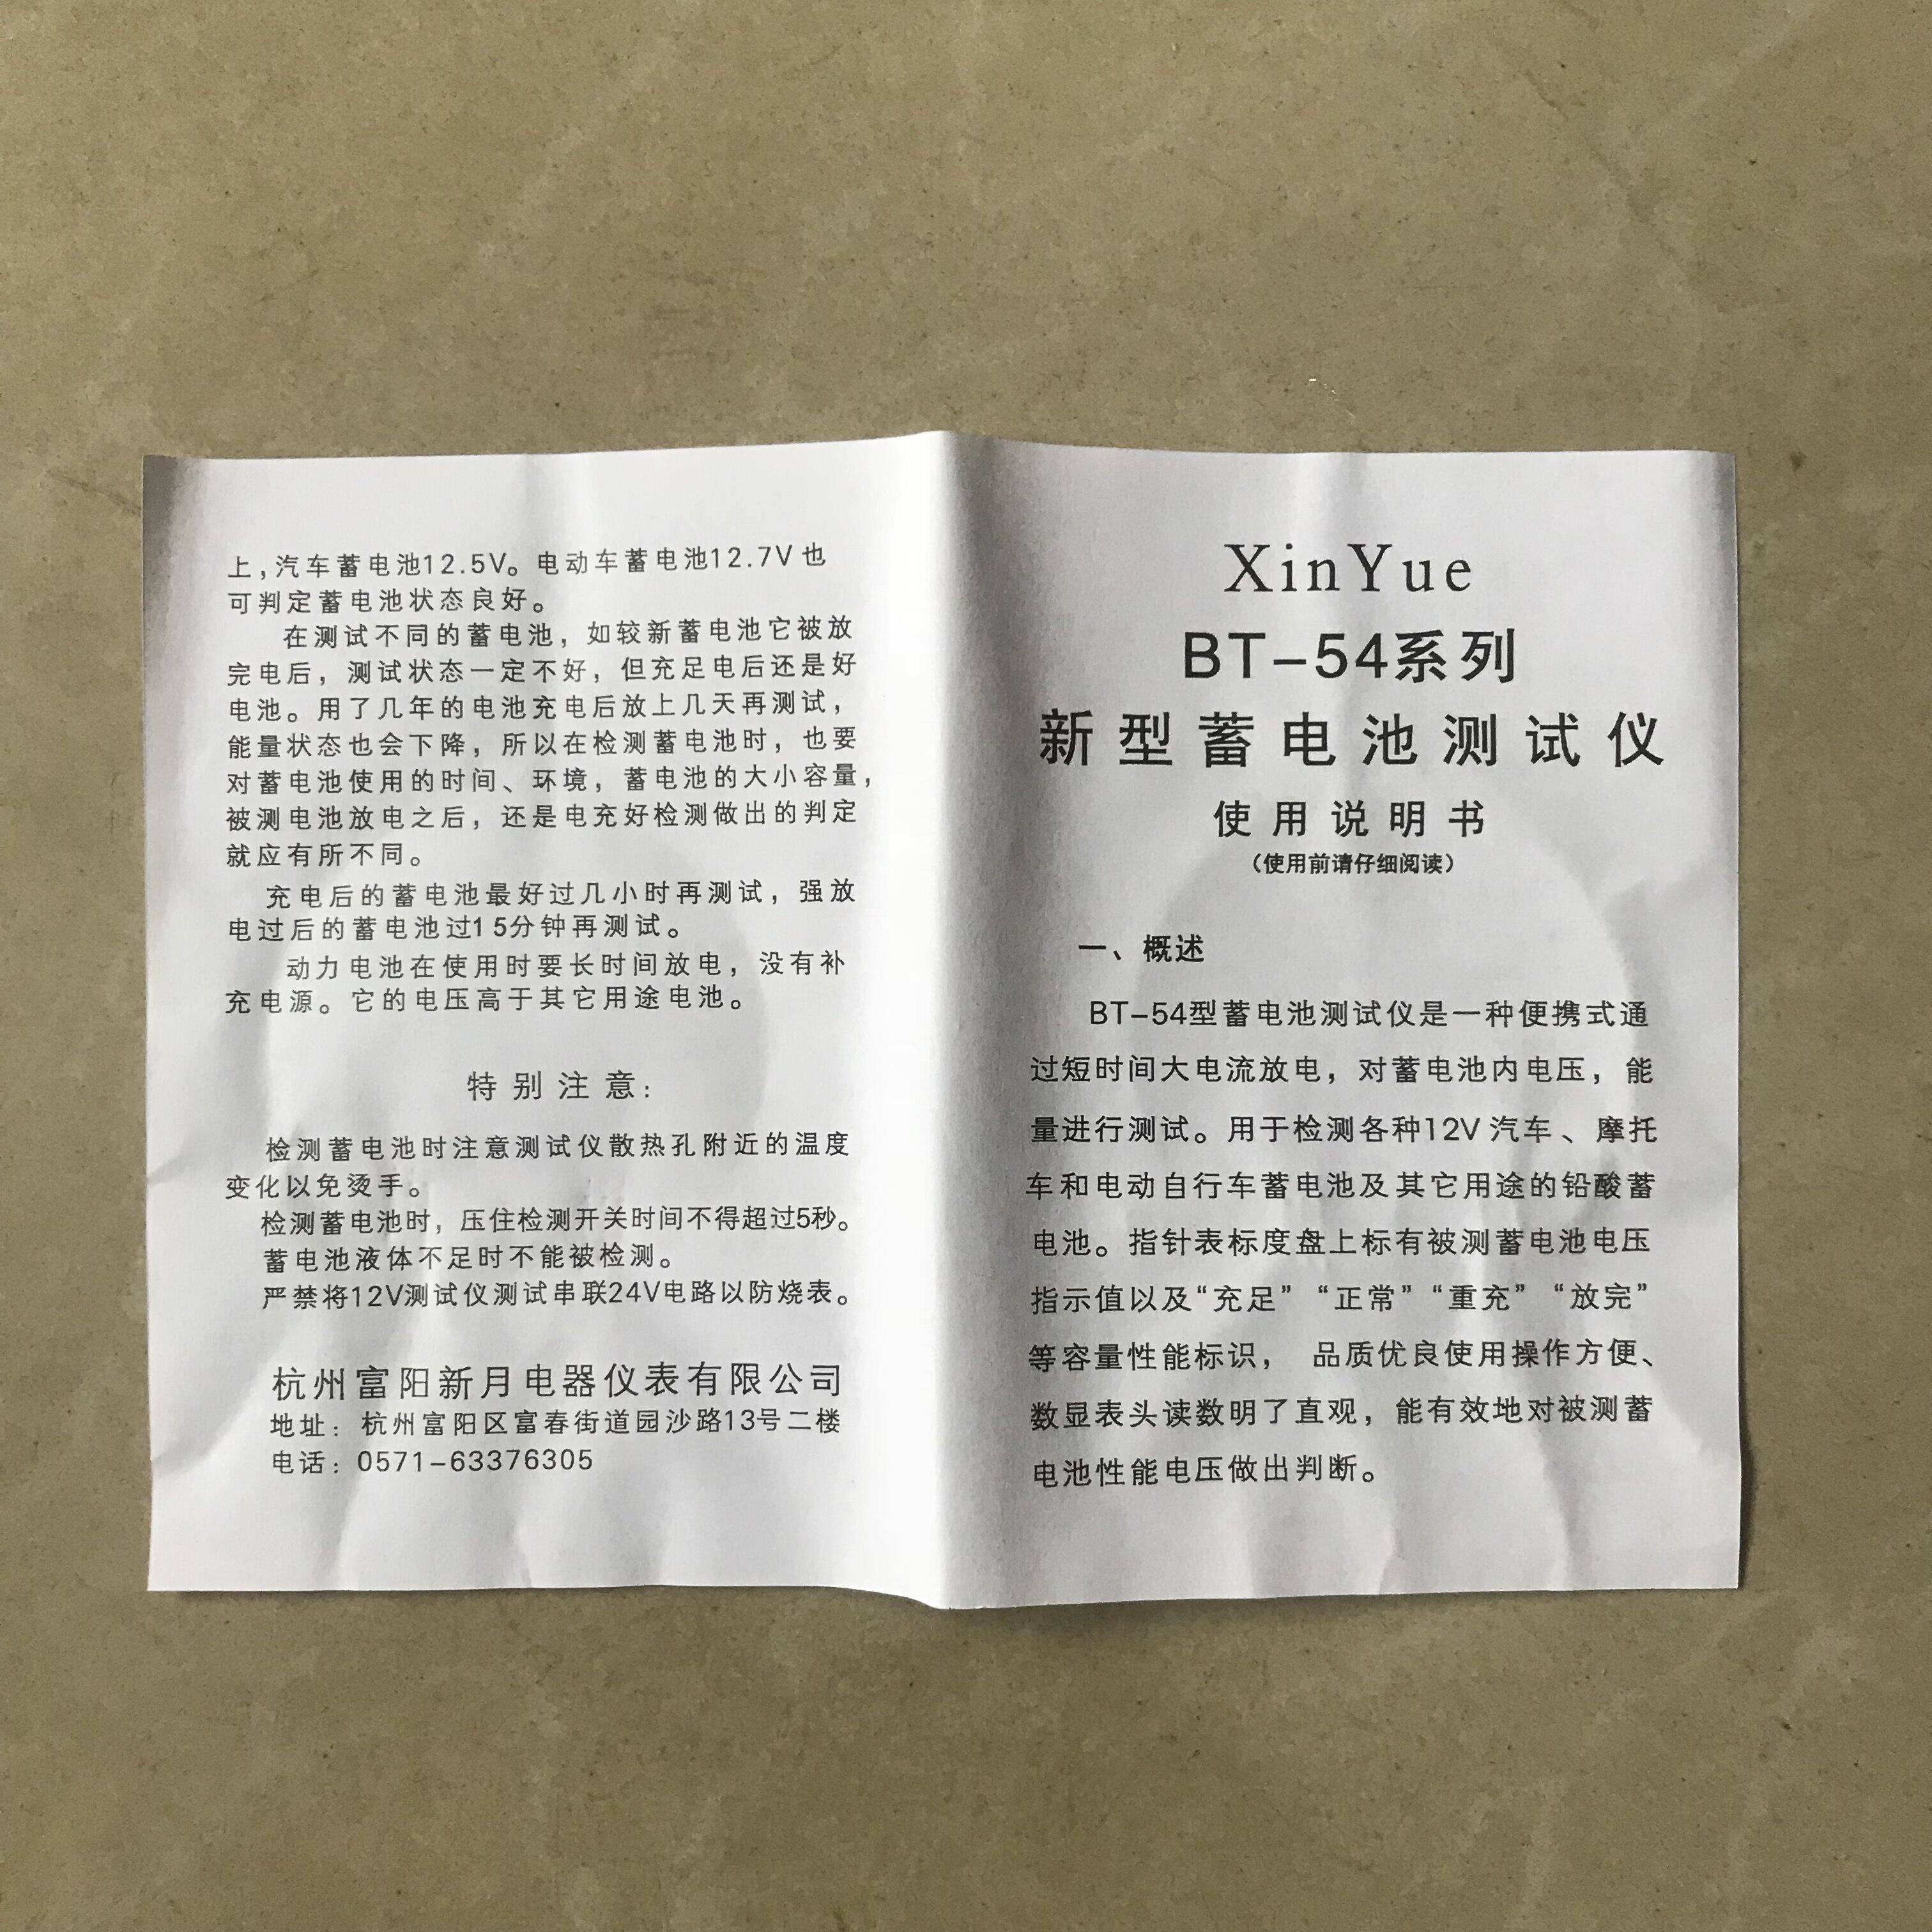 上,汽车蓄电池12.5V。电动车蓄电池12.7V也
可判定蓄电池状态良好。
在测试不同的蓄电池，如较新蓄电池它被放
完电后，测试状态一定不好，但充足电后还是好
电池。用了几年的电池充电后放上几天再测试，
能量状态也会下降，所以在检测蓄电池时，也要
对蓄电池使用的时间、环境，蓄电池的大小容量，
被测电池放电之后，还是电充好检测做出的判定
就应有所不同。
充电后的蓄电池最好过几小时再测试，强放
电过后的蓄电池过15分钟再测试。
动力电池在使用时要长时间放电，没有补
充电源。它的电压高于其它用途电池。
特别注意：
检测蓄电池时注意测试仪散热孔附近的温度
变化以免烫手。
检测蓄电池时，压住检测开关时间不得超过5秒。
蓄电池液体不足时不能被检测。
严禁将12V测试仪测试串联24V电路以防烧表。
杭州富阳新月电器仪表有限公司
地址：杭州富阳区富春街道园沙路13号二楼
电话：0571-63376305
XinYue
BT-54系列
新型蓄电池测试仪
使用说明书
（使用前请仔细阅读）
一、概述
BT-54型蓄电池测试仪是一种便携式通
过短时间大电流放电，对蓄电池内电压，能
量进行测试。用于检测各种12V汽车、摩托
车和电动自行车蓄电池及其它用途的铅酸蓄
电池。指针表标度盘上标有被测蓄电池电压
指示值以及“充足”“正常”“重充”“放完”
等容量性能标识， 品质优良使用操作方便、
数显表头读数明了直观，能有效地对被测蓄
电池性能电压做出判断。